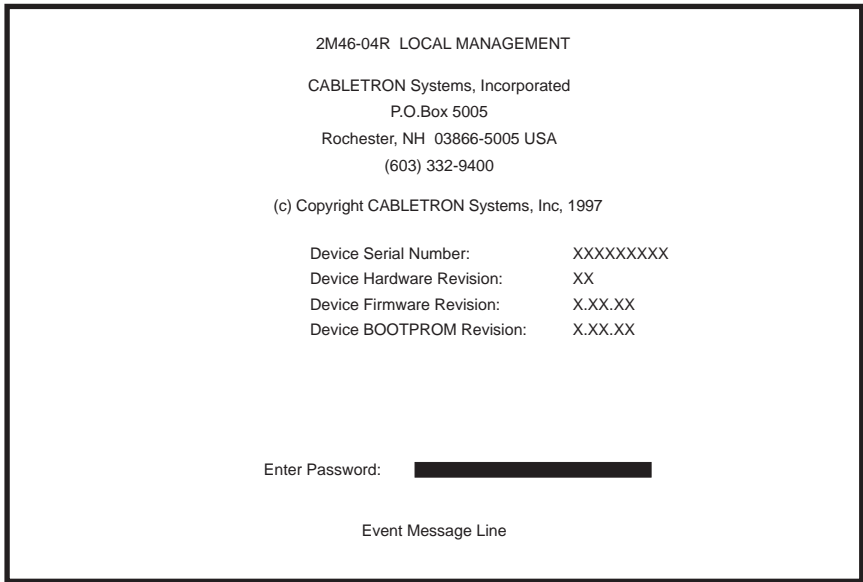 2M46-04R LOCAL MANAGEMENT
CABLETRON Systems, Incorporated
P.O.Box 5005
Rochester, NH 03866-5005 USA
(603) 332-9400
(c) Copyright CABLETRON Systems, Inc, 1997
Device Serial Number: XXXXXXXXX
Device Hardware Revision: XX
Device Firmware Revision: X.XX.XX
Device BOOTPROM Revision: X.XX.XX
Enter Password:
Event Message Line